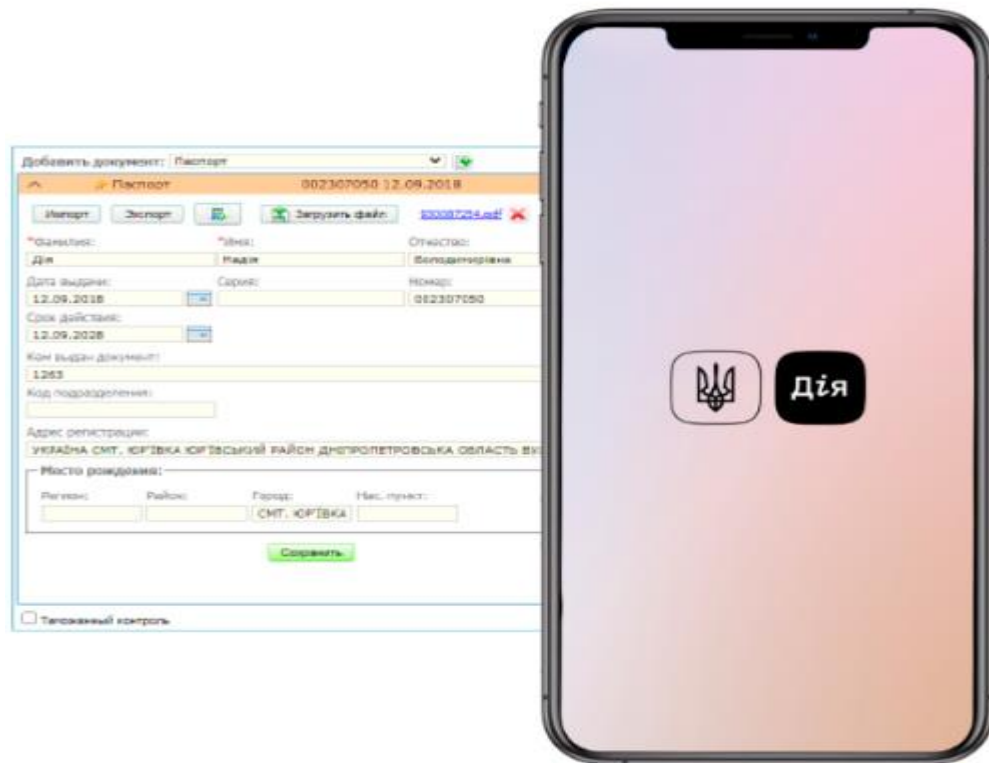 Добавить документ: Паспорт
Паспорт 002307050 12.09.2018
Импорт Экспорт Загрузить файл
*Фамилия: *Имя: Отчество:
Дія Надія Володимирівна
Дата выдачи: Серия: Номер:
12.09.2018 002307050
Срок действия:
12.09.2028
Кем выдан документ:
1263
Код подразделения:
Адрес регистрации:
УКРАЇНА СМТ. ЮР'ЇВКА ЮР'ЇВСЬКИЙ РАЙОН ДНІПРОПЕТРОВСЬКА ОБЛАСТЬ
Место рождения:
Регион: Район: Город: Нас. пункт:
СМТ. ЮР'ЇВКА
Сохранить
Таможенный контроль
Дія